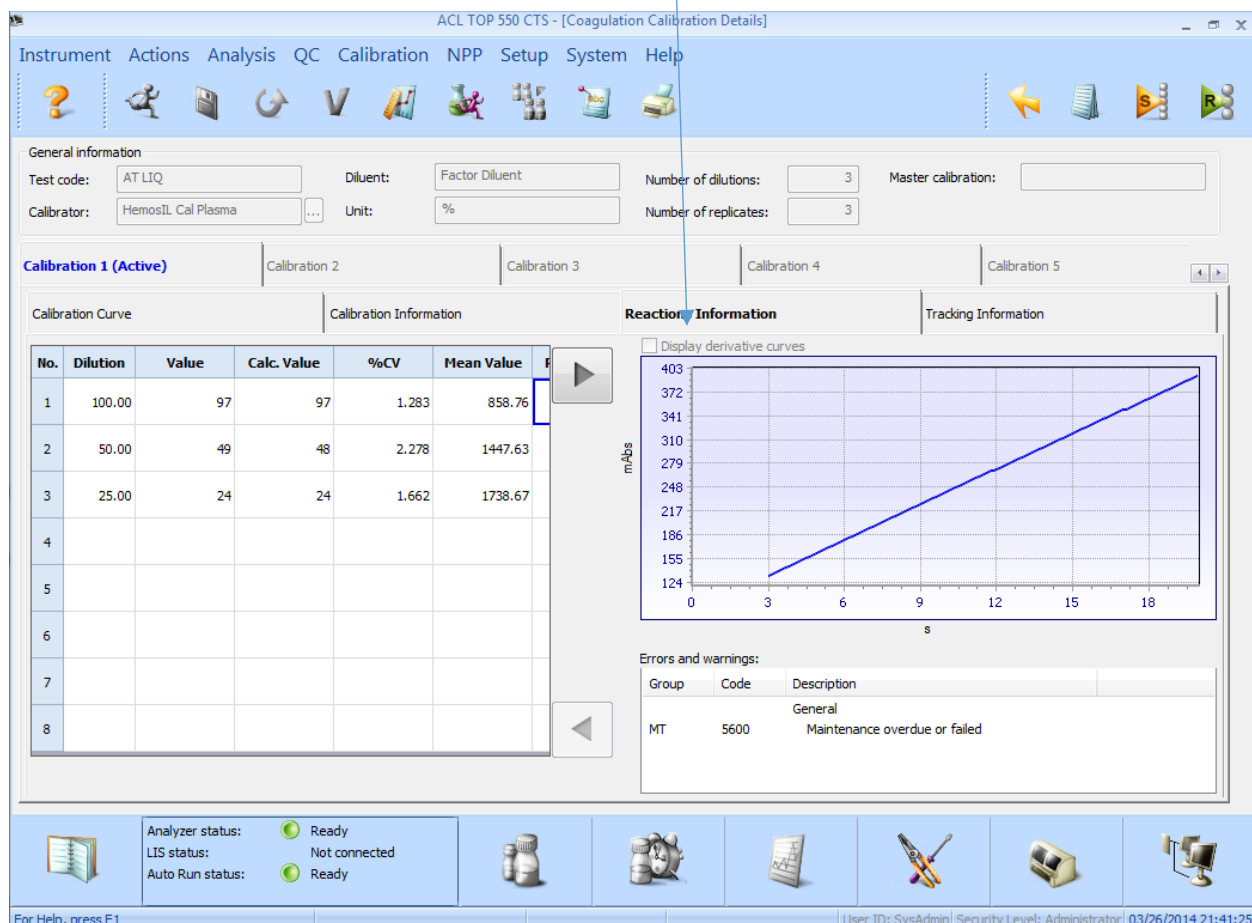 ACL TOP 550 CTS - [Coagulation Calibration Details]
Instrument Actions Analysis QC Calibration NPP Setup System Help
abc
S
R
General information
Test code: AT LIQ Diluent: Factor Diluent Number of dilutions: 3 Master calibration:
Calibrator: HemosIL Cal Plasma ... Unit: % Number of replicates: 3
Calibration 1 (Active) Calibration 2 Calibration 3 Calibration 4 Calibration 5
Calibration Curve Calibration Information Reaction Information Tracking Information
No. Dilution Value Calc. Value %CV Mean Value
1 100.00 97 97 1.283 858.76
2 50.00 49 48 2.278 1447.63
3 25.00 24 24 1.662 1738.67
4
5
6
7
8
Display derivative curves
403
372
341
310
279
248
217
186
155
124
mAbs
0 3 6 9 12 15 18
s
Errors and warnings:
Group Code Description
General
MT 5600 Maintenance overdue or failed
Analyzer status: Ready
LIS status: Not connected
Auto Run status: Ready
For Help, press F1
User ID: SysAdmin Security Level: Administrator 03/26/2014 21:41:25